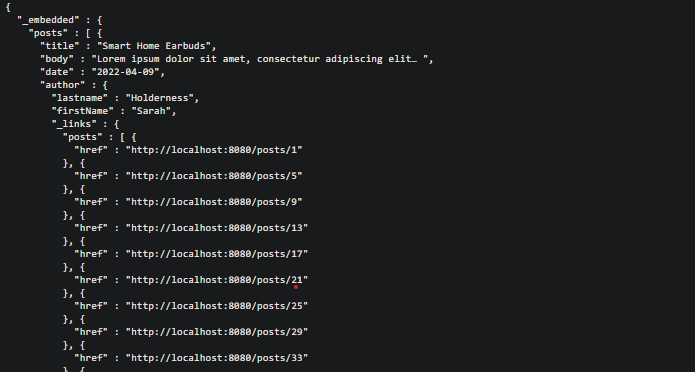 {
  "_embedded" : {
    "posts" : [ {
      "title" : "Smart Home Earbuds",
      "body" : "Lorem ipsum dolor sit amet, consectetur adipiscing elit… ",
      "date" : "2022-04-09",
      "author" : {
        "lastname" : "Holderness",
        "firstName" : "Sarah",
        "_links" : {
          "posts" : [ {
            "href" : "http://localhost:8080/posts/1"
          }, {
            "href" : "http://localhost:8080/posts/5"
          }, {
            "href" : "http://localhost:8080/posts/9"
          }, {
            "href" : "http://localhost:8080/posts/13"
          }, {
            "href" : "http://localhost:8080/posts/17"
          }, {
            "href" : "http://localhost:8080/posts/21"
          }, {
            "href" : "http://localhost:8080/posts/25"
          }, {
            "href" : "http://localhost:8080/posts/29"
          }, {
            "href" : "http://localhost:8080/posts/33"
          }, {